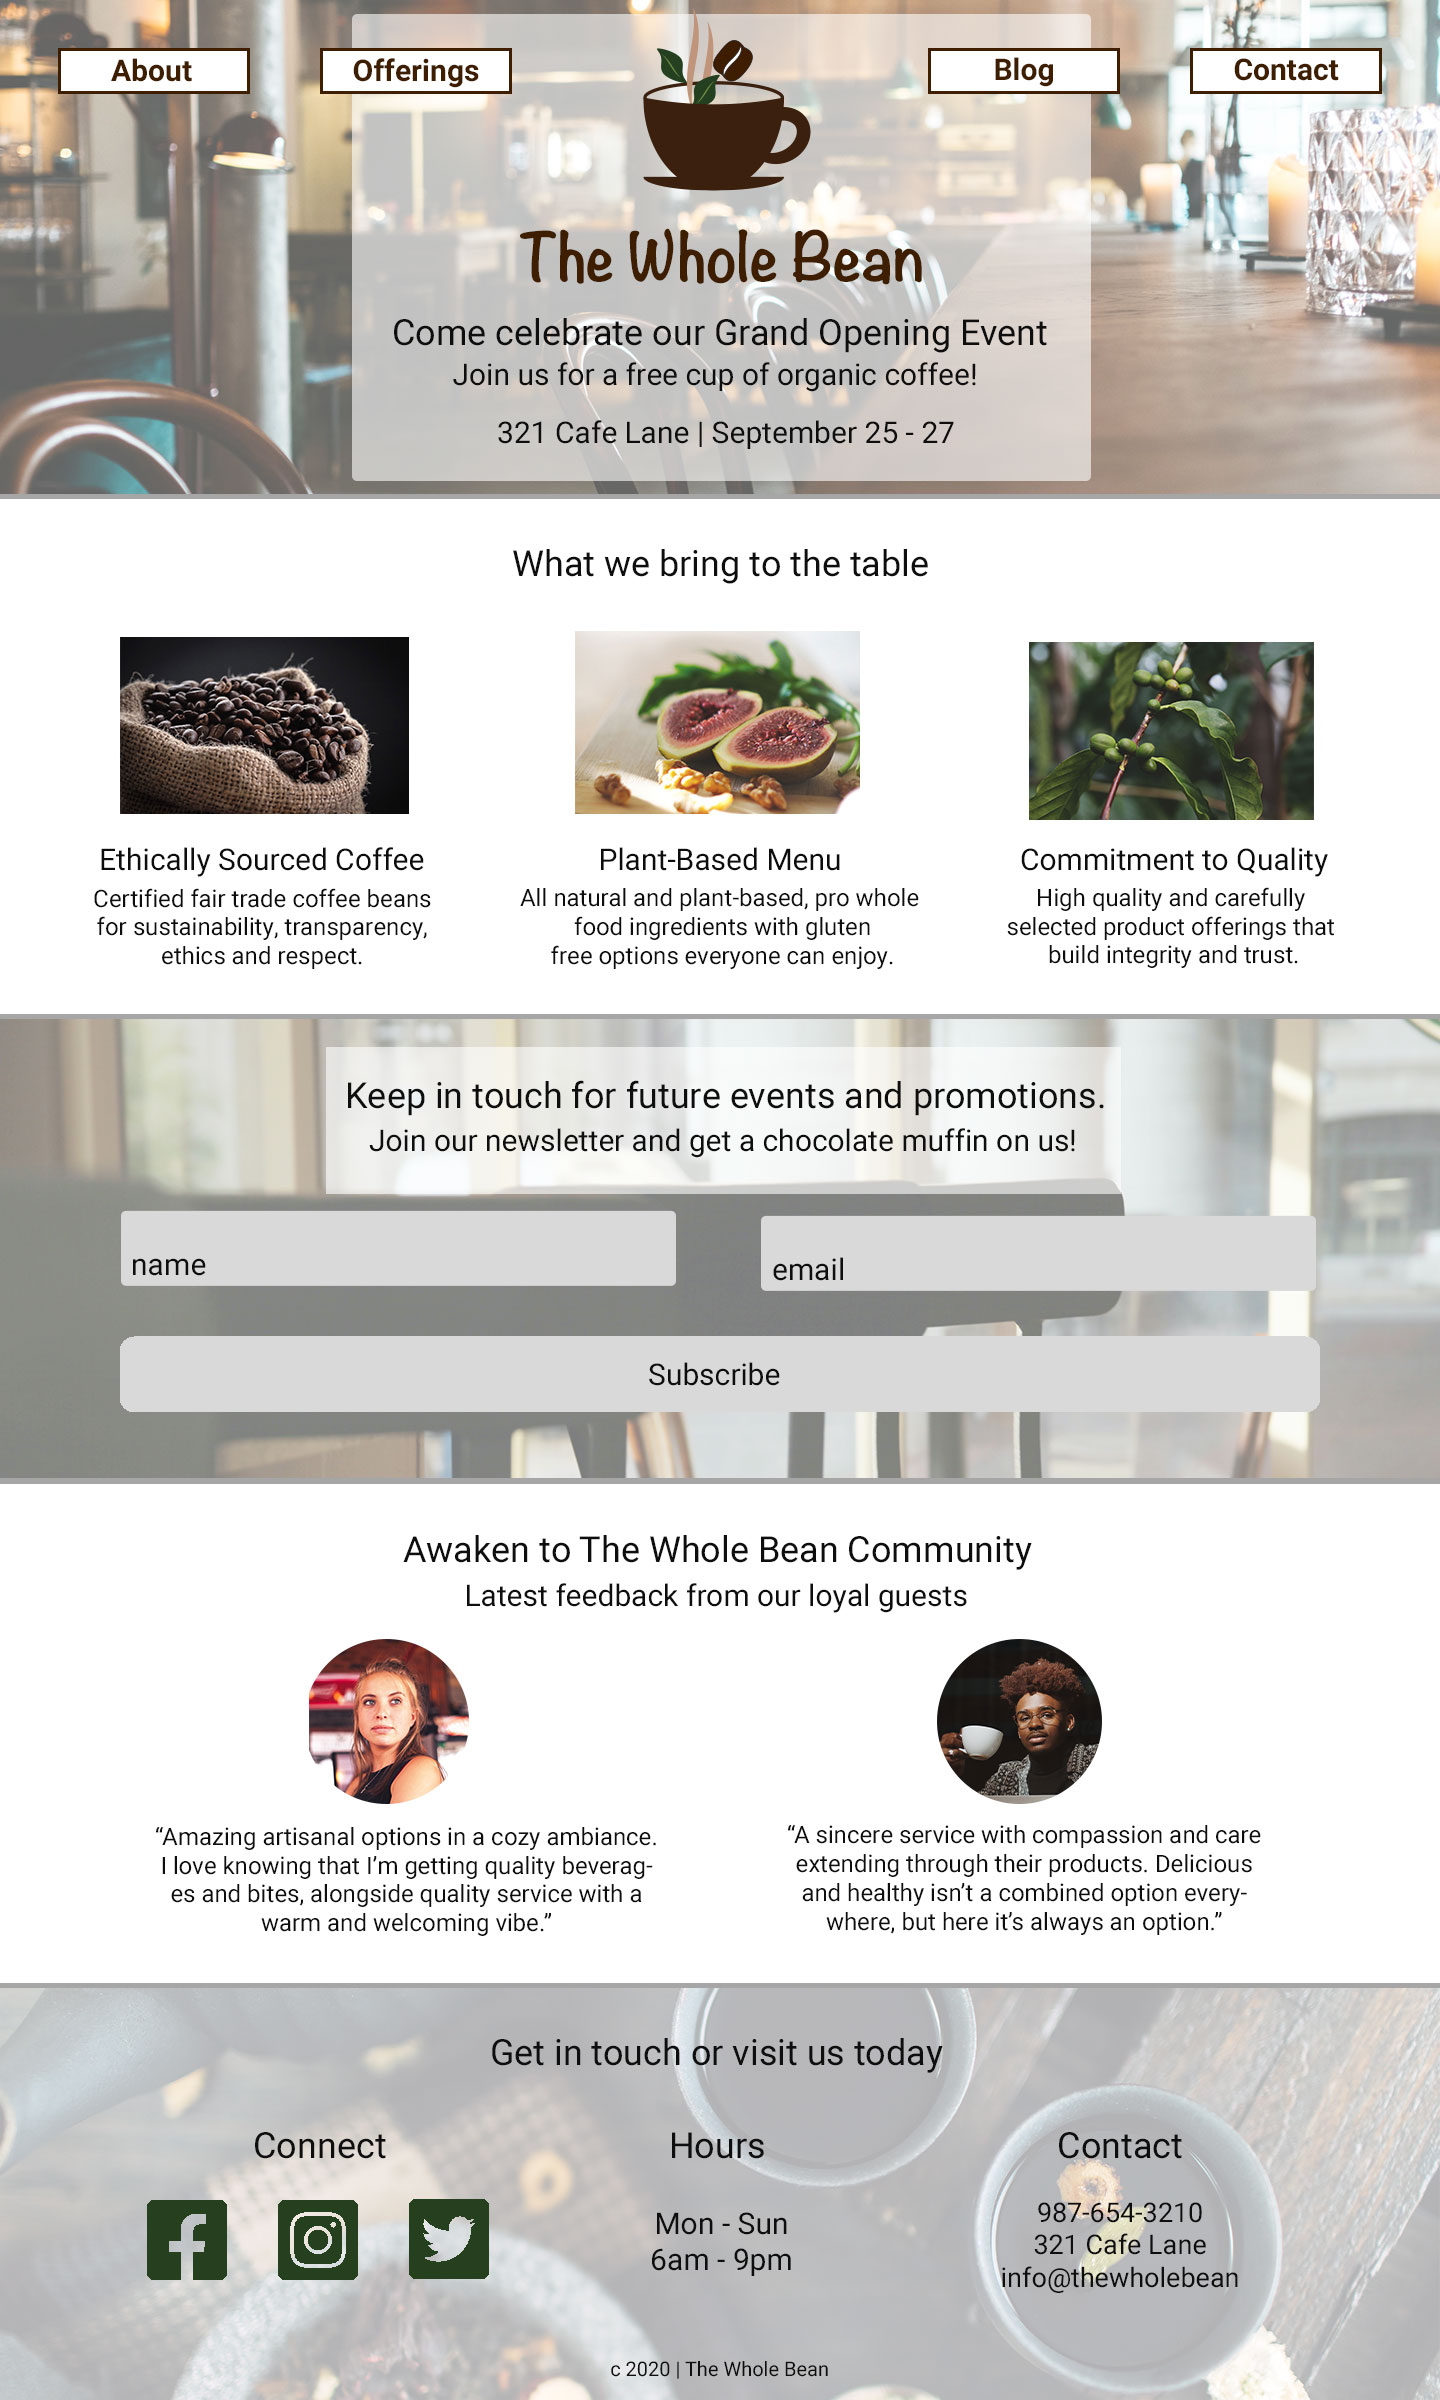 About
Offerings
Blog
Contact
The Whole Bean
Come celebrate our Grand Opening Event
Join us for a free cup of organic coffee!
321 Cafe Lane | September 25 - 27
What we bring to the table
Ethically Sourced Coffee
Certified fair trade coffee beans
for sustainability, transparency,
ethics and respect.
Plant-Based Menu
All natural and plant-based, pro whole
food ingredients with gluten
free options everyone can enjoy.
Commitment to Quality
High quality and carefully
selected product offerings that
build integrity and trust.
Keep in touch for future events and promotions.
Join our newsletter and get a chocolate muffin on us!
name
email
Subscribe
Awaken to The Whole Bean Community
Latest feedback from our loyal guests
“Amazing artisanal options in a cozy ambiance.
I love knowing that I’m getting quality beverag-
es and bites, alongside quality service with a
warm and welcoming vibe.”
“A sincere service with compassion and care
extending through their products. Delicious
and healthy isn’t a combined option every-
where, but here it’s always an option.”
Get in touch or visit us today
Connect
Hours
Mon - Sun
6am - 9pm
Contact
987-654-3210
321 Cafe Lane
info@thewholebean
c 2020 | The Whole Bean